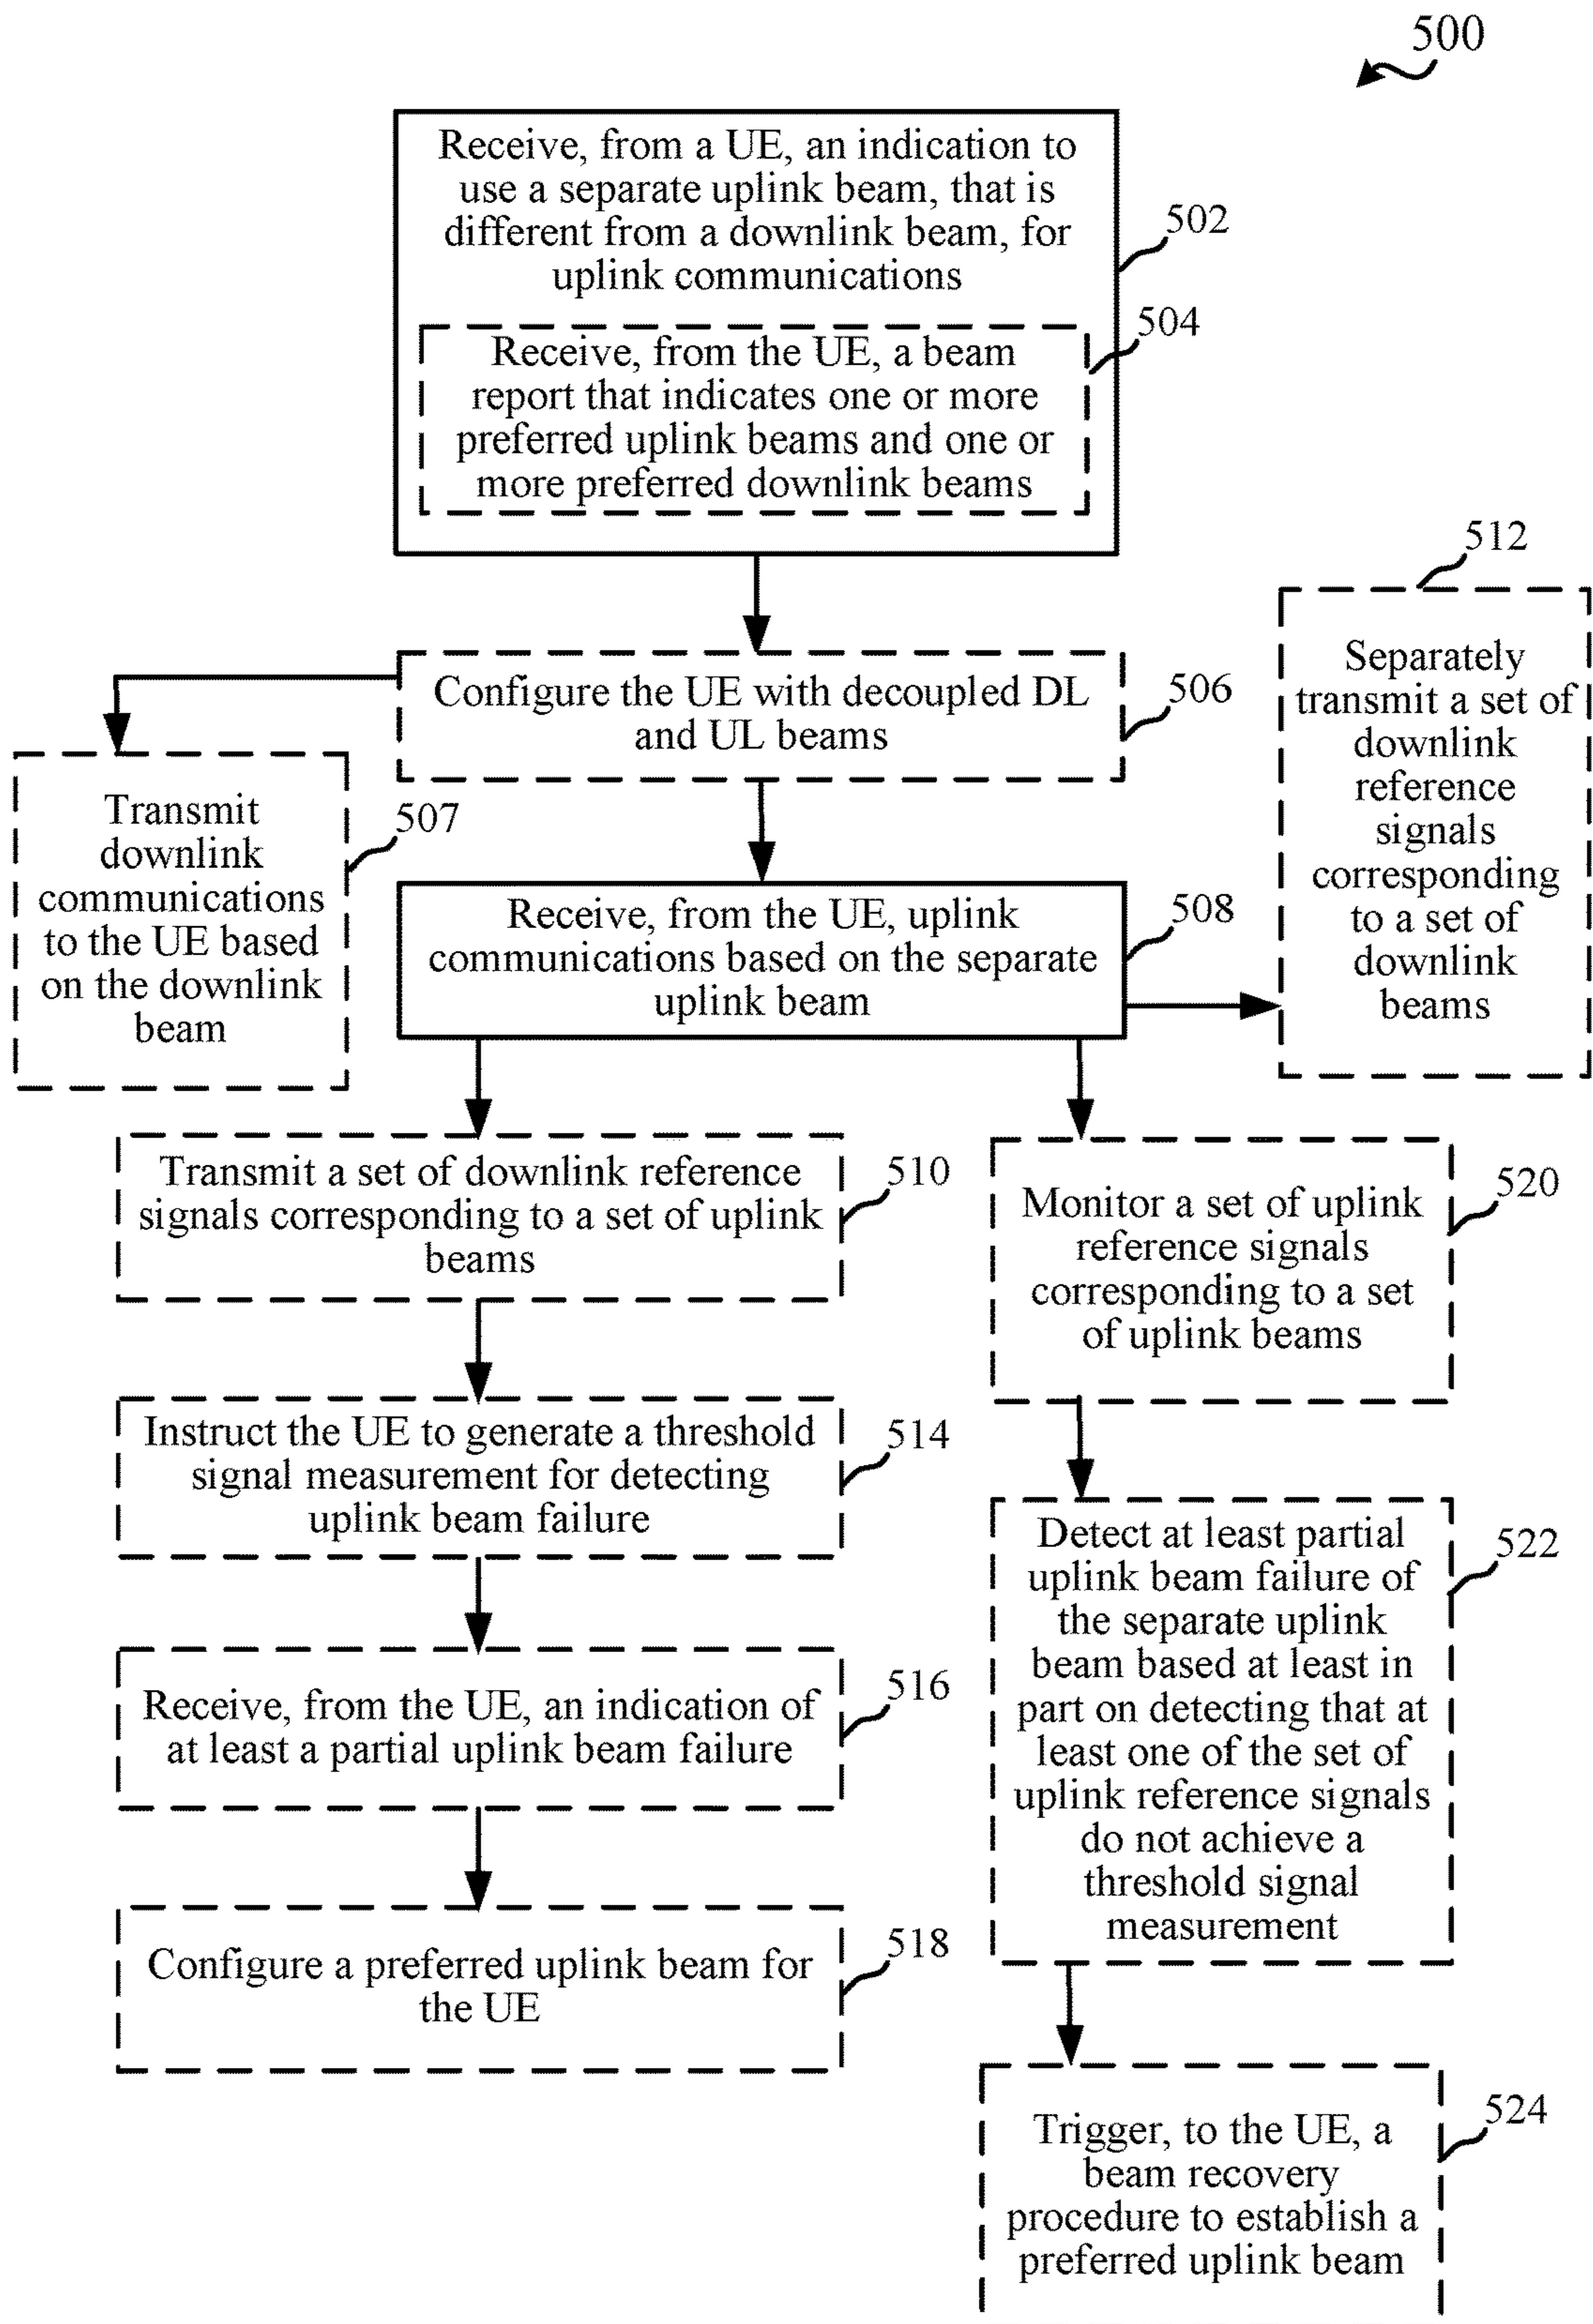 500
Receive, from a UE, an indication to
use a separate uplink beam, that is
different from a downlink beam, for
uplink communications
502
504
Receive, from the UE, a beam
report that indicates one or more
preferred uplink beams and one or
more preferred downlink beams
512
Separately
transmit a set of
downlink
reference
signals
corresponding
to a set of
downlink
beams
Configure the UE with decoupled DL
and UL beams
506
Transmit
downlink
communications
to the UE based
on the downlink
beam
507
Receive, from the UE, uplink
communications based on the separate
uplink beam
508
Transmit a set of downlink reference
signals corresponding to a set of uplink
beams
510
Instruct the UE to generate a threshold
signal measurement for detecting
uplink beam failure
514
Receive, from the UE, an indication of
at least a partial uplink beam failure
516
Configure a preferred uplink beam for
the UE
518
Monitor a set of uplink
reference signals
corresponding to a set
of uplink beams
520
Detect at least partial
uplink beam failure of
the separate uplink
beam based at least in
part on detecting that at
least one of the set of
uplink reference signals
do not achieve a
threshold signal
measurement
522
Trigger, to the UE, a
beam recovery
procedure to establish a
preferred uplink beam
524